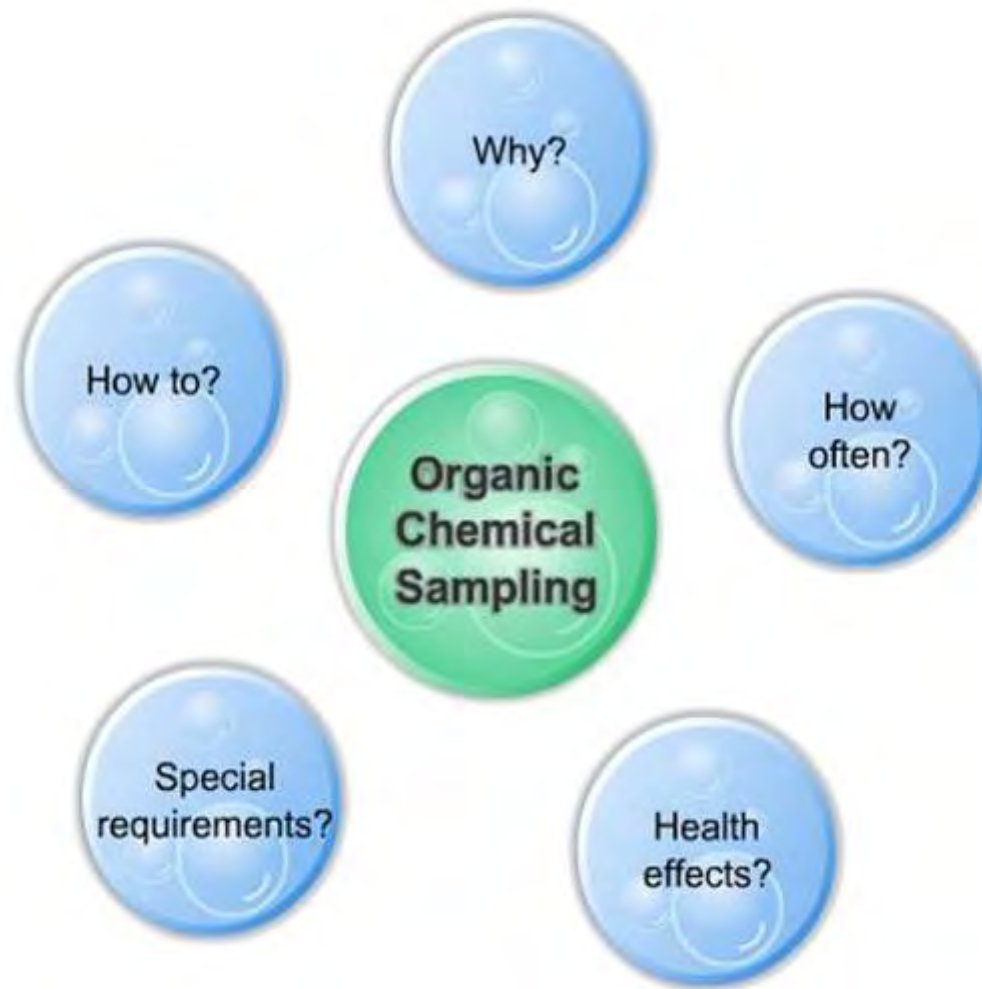 Why?
How to?
How
often?
Organic
Chemical
Sampling
Special
requirements?
Health
effects?